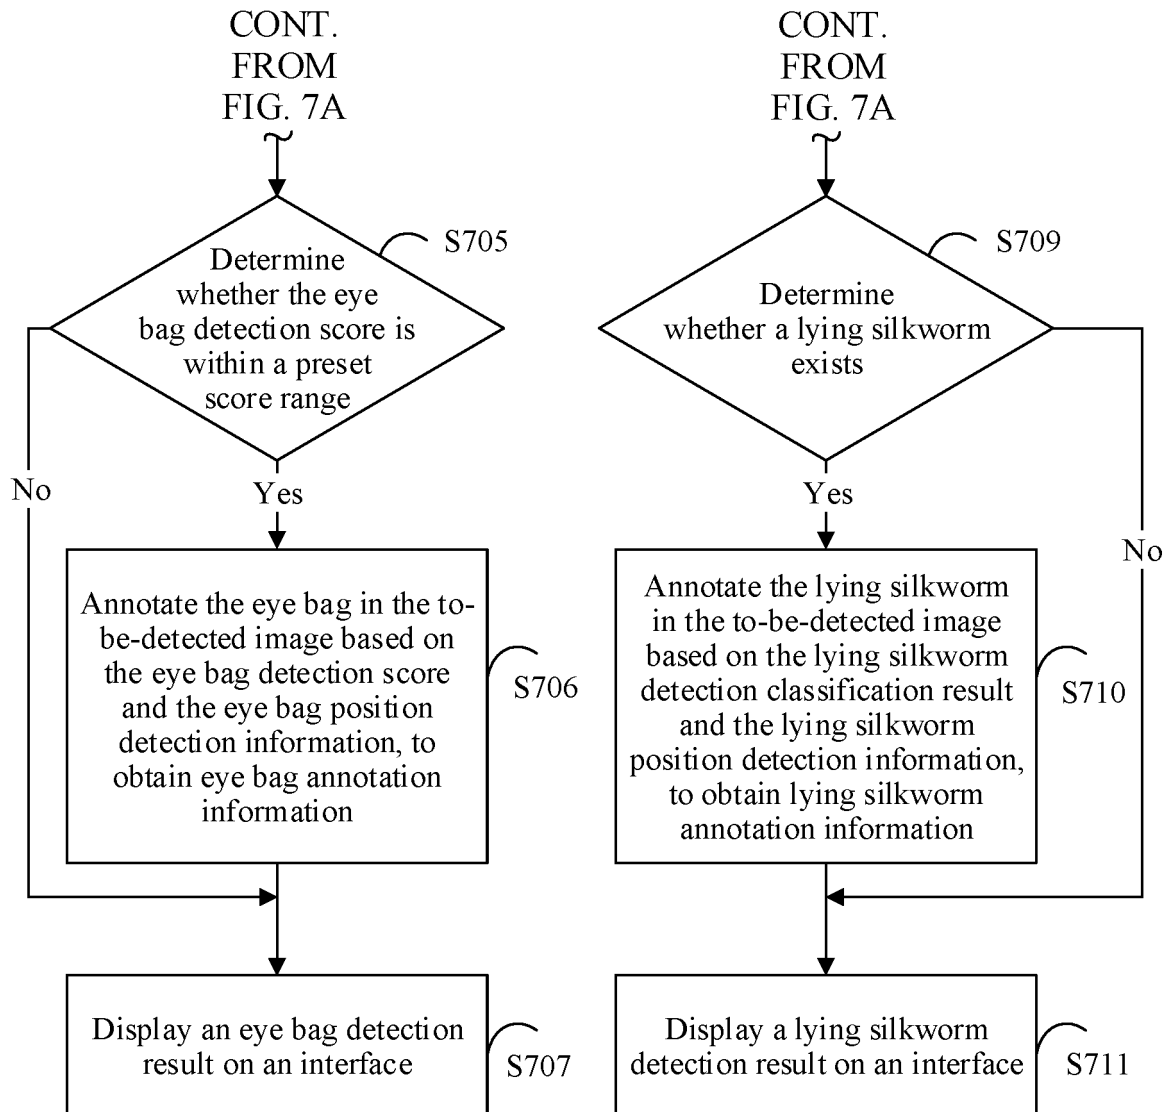 CONT.
FROM
FIG. 7A
S705
Determine
whether the eye
bag detection score is
within a preset
score range
No
Yes
Annotate the eye bag in the to-
be-detected image based on
the eye bag detection score
and the eye bag position
detection information, to
obtain eye bag annotation
information
S706
Display an eye bag detection
result on an interface
S707
CONT.
FROM
FIG. 7A
S709
Determine
whether a lying silkworm
exists
Yes
No
Annotate the lying silkworm
in the to-be-detected image
based on the lying silkworm
detection classification result
and the lying silkworm
position detection information,
to obtain lying silkworm
annotation information
S710
Display a lying silkworm
detection result on an interface
S711